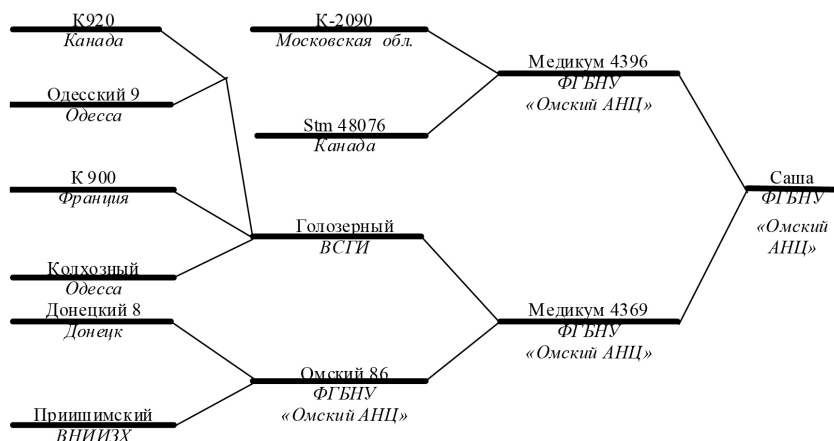 К920
Канада
Одесский 9
Одесса
К 900
Франция
Колхозный
Одесса
Донецкий 8
Донецк
Приишимский
ВНИИЗХ
К-2090
Московская обл.
Stm 48076
Канада
Голозерный
ВСГИ
Омский 86
ФГБНУ
«Омский АНЦ»
Медикум 4396
ФГБНУ
«Омский АНЦ»
Медикум 4369
ФГБНУ
«Омский АНЦ»
Саша
ФГБНУ
«Омский
АНЦ»